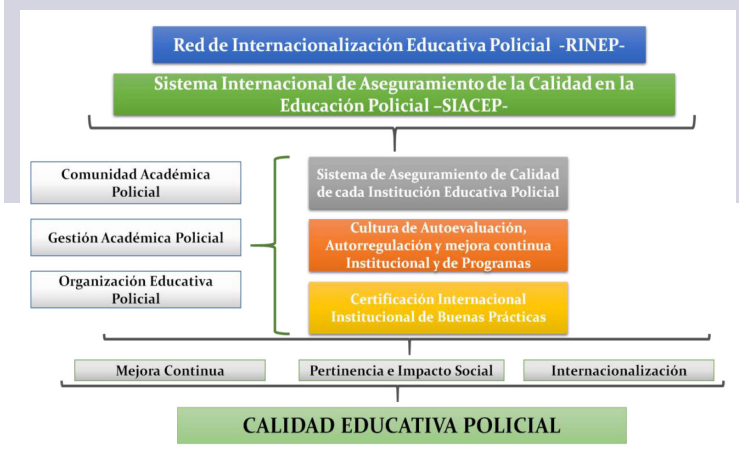 Red de Internacionalización Educativa Policial -RINEP-
Sistema Internacional de Aseguramiento de la Calidad en la
Educación Policial –SIACEP-
Comunidad Académica
Policial
Gestión Académica Policial
Organización Educativa
Policial
Sistema de Aseguramiento de Calidad
de cada Institución Educativa Policial
Cultura de Autoevaluación,
Autorregulación y mejora continua
Institucional y de Programas
Certificación Internacional
Institucional de Buenas Prácticas
Mejora Continua
Pertinencia e Impacto Social
Internacionalización
CALIDAD EDUCATIVA POLICIAL